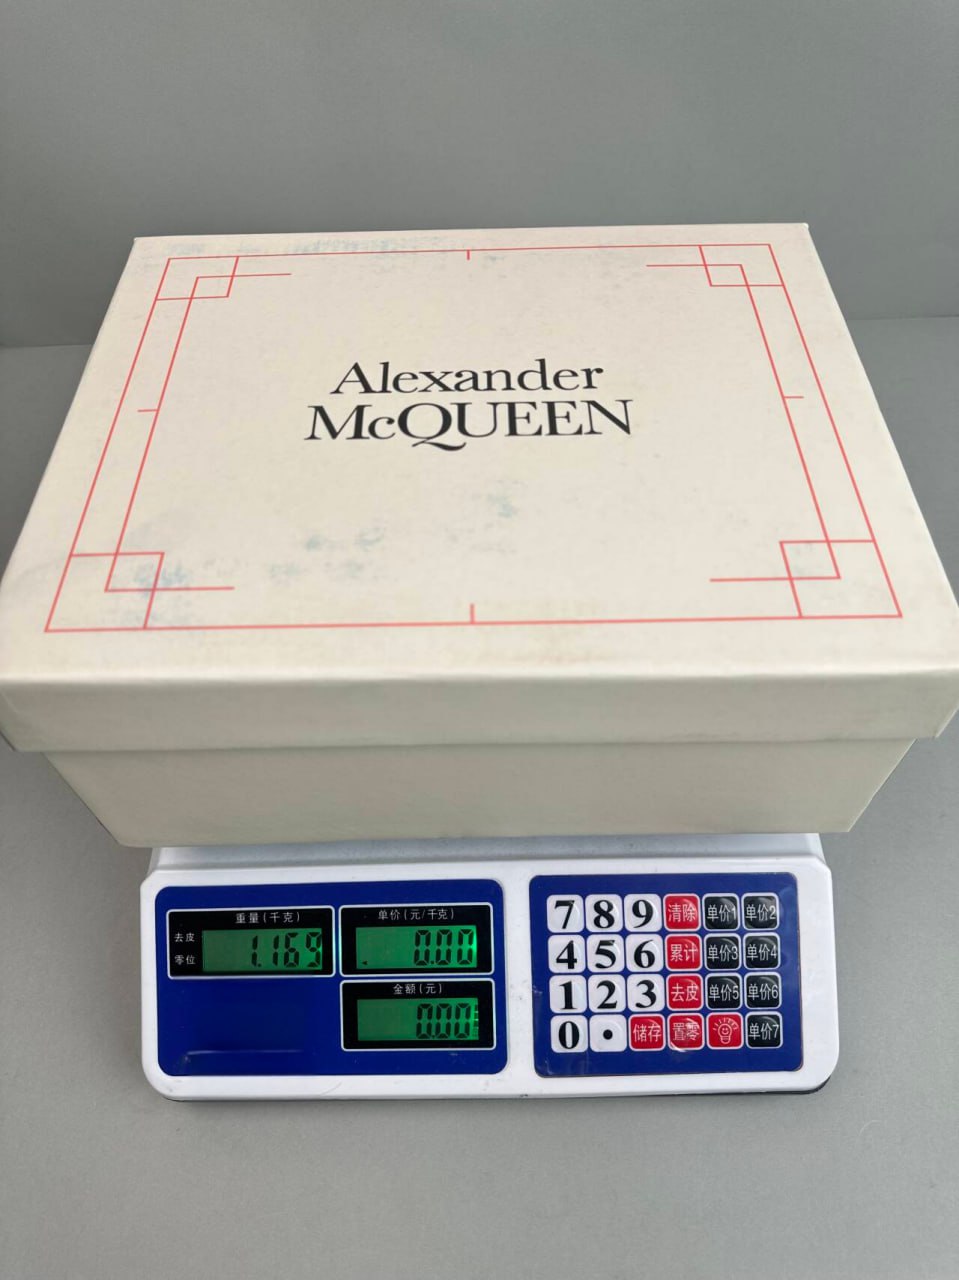 Alexander
McQUEEN
重量(千克)
去皮
零位
1.169
单价(元/千克)
0.00
金额(元)
0.00
7 8 9 清除 单价1 单价2
4 5 6 累计 单价3 单价4
1 2 3 去皮 单价5 单价6
0 . 储存 置零 单价7